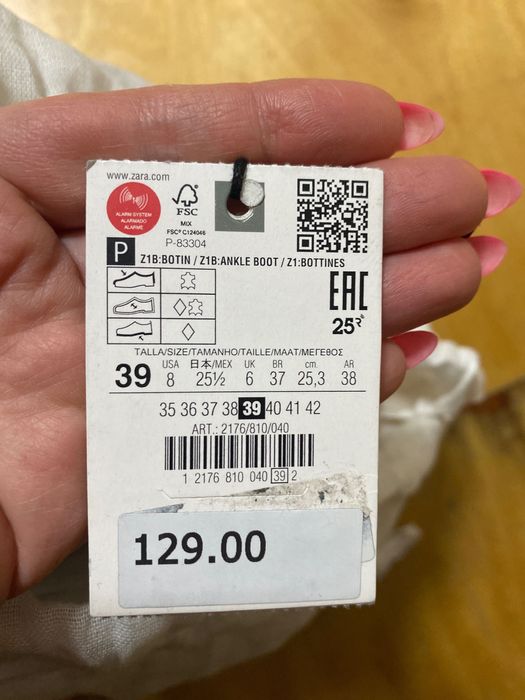 www.zara.com
ALARM SYSTEM
ALARMADO
ALARME
FSC
MIX
FSC® C124046
P-83304
P
Z1B:BOTIN / Z1B:ANKLE BOOT / Z1:BOTTINES
EAC
25
TALLA/SIZE/TAMANHO/TAILLE/MAAT/ΜΕΓΕΘΟΣ
USA 日本/MEX UK BR cm. AR
39 8 25½ 6 37 25,3 38
35 36 37 38 39 40 41 42
ART.: 2176/810/040
1 2176 810 040 39 2
129.00